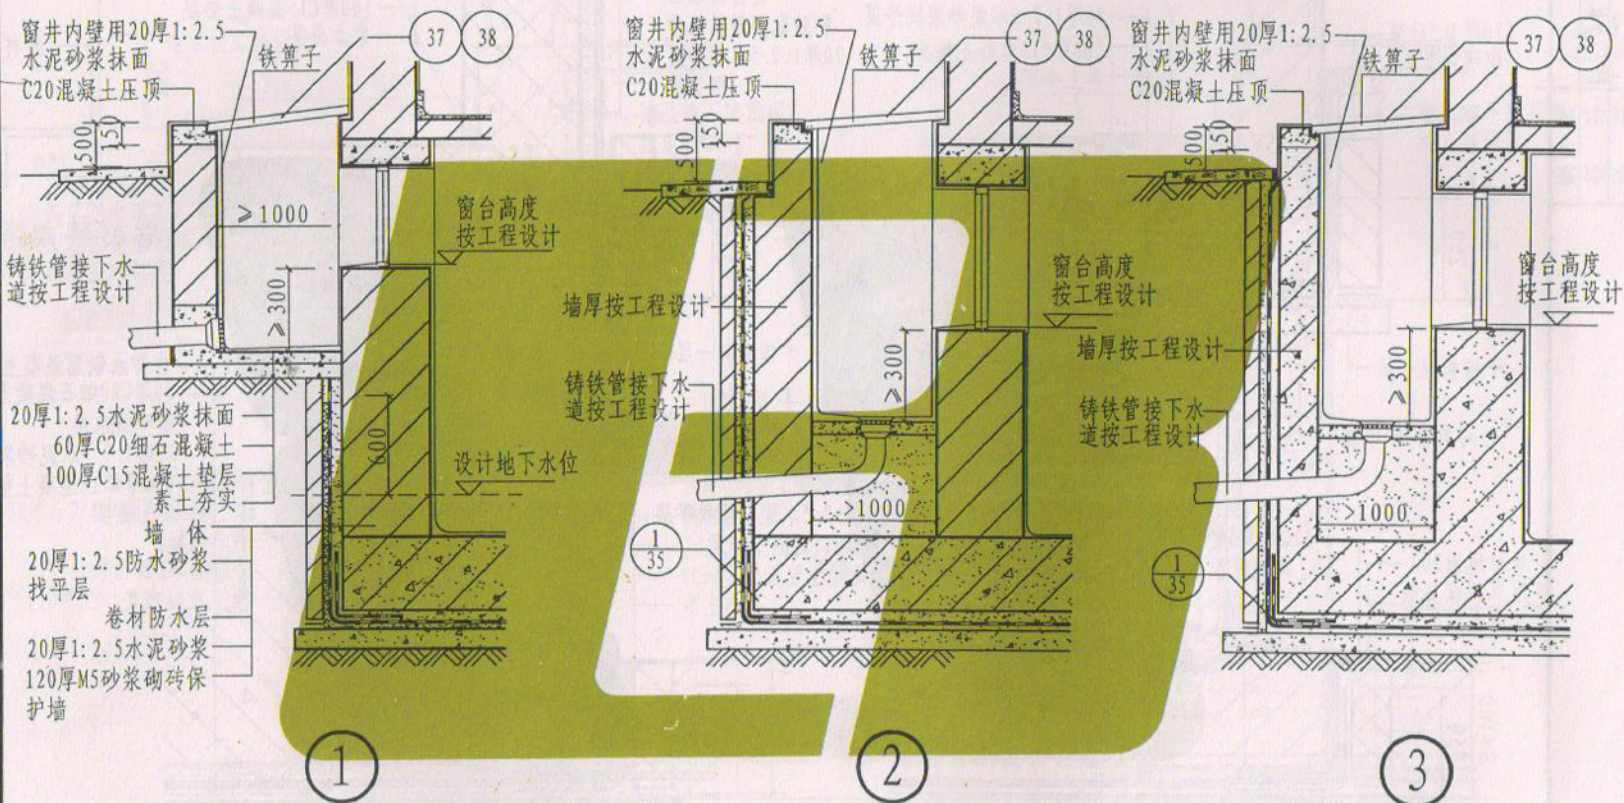 窗井内壁用20厚1:2.5
水泥砂浆抹面
C20混凝土压顶
铁箅子
37 38
500
150
≥1000
窗台高度
按工程设计
铸铁管接下水
道按工程设计
≥300
20厚1:2.5水泥砂浆抹面
60厚C20细石混凝土
100厚C15混凝土垫层
素土夯实
墙 体
20厚1:2.5防水砂浆
找平层
卷材防水层
20厚1:2.5水泥砂浆
120厚M5砂浆砌砖保
护墙
600
设计地下水位
1
窗井内壁用20厚1:2.5
水泥砂浆抹面
C20混凝土压顶
铁箅子
37 38
500
150
窗台高度
按工程设计
墙厚按工程设计
≥300
铸铁管接下水
道按工程设计
>1000
1
35
2
窗井内壁用20厚1:2.5
水泥砂浆抹面
C20混凝土压顶
铁箅子
37 38
500
150
窗台高度
按工程设计
墙厚按工程设计
≥300
铸铁管接下水
道按工程设计
>1000
1
35
3